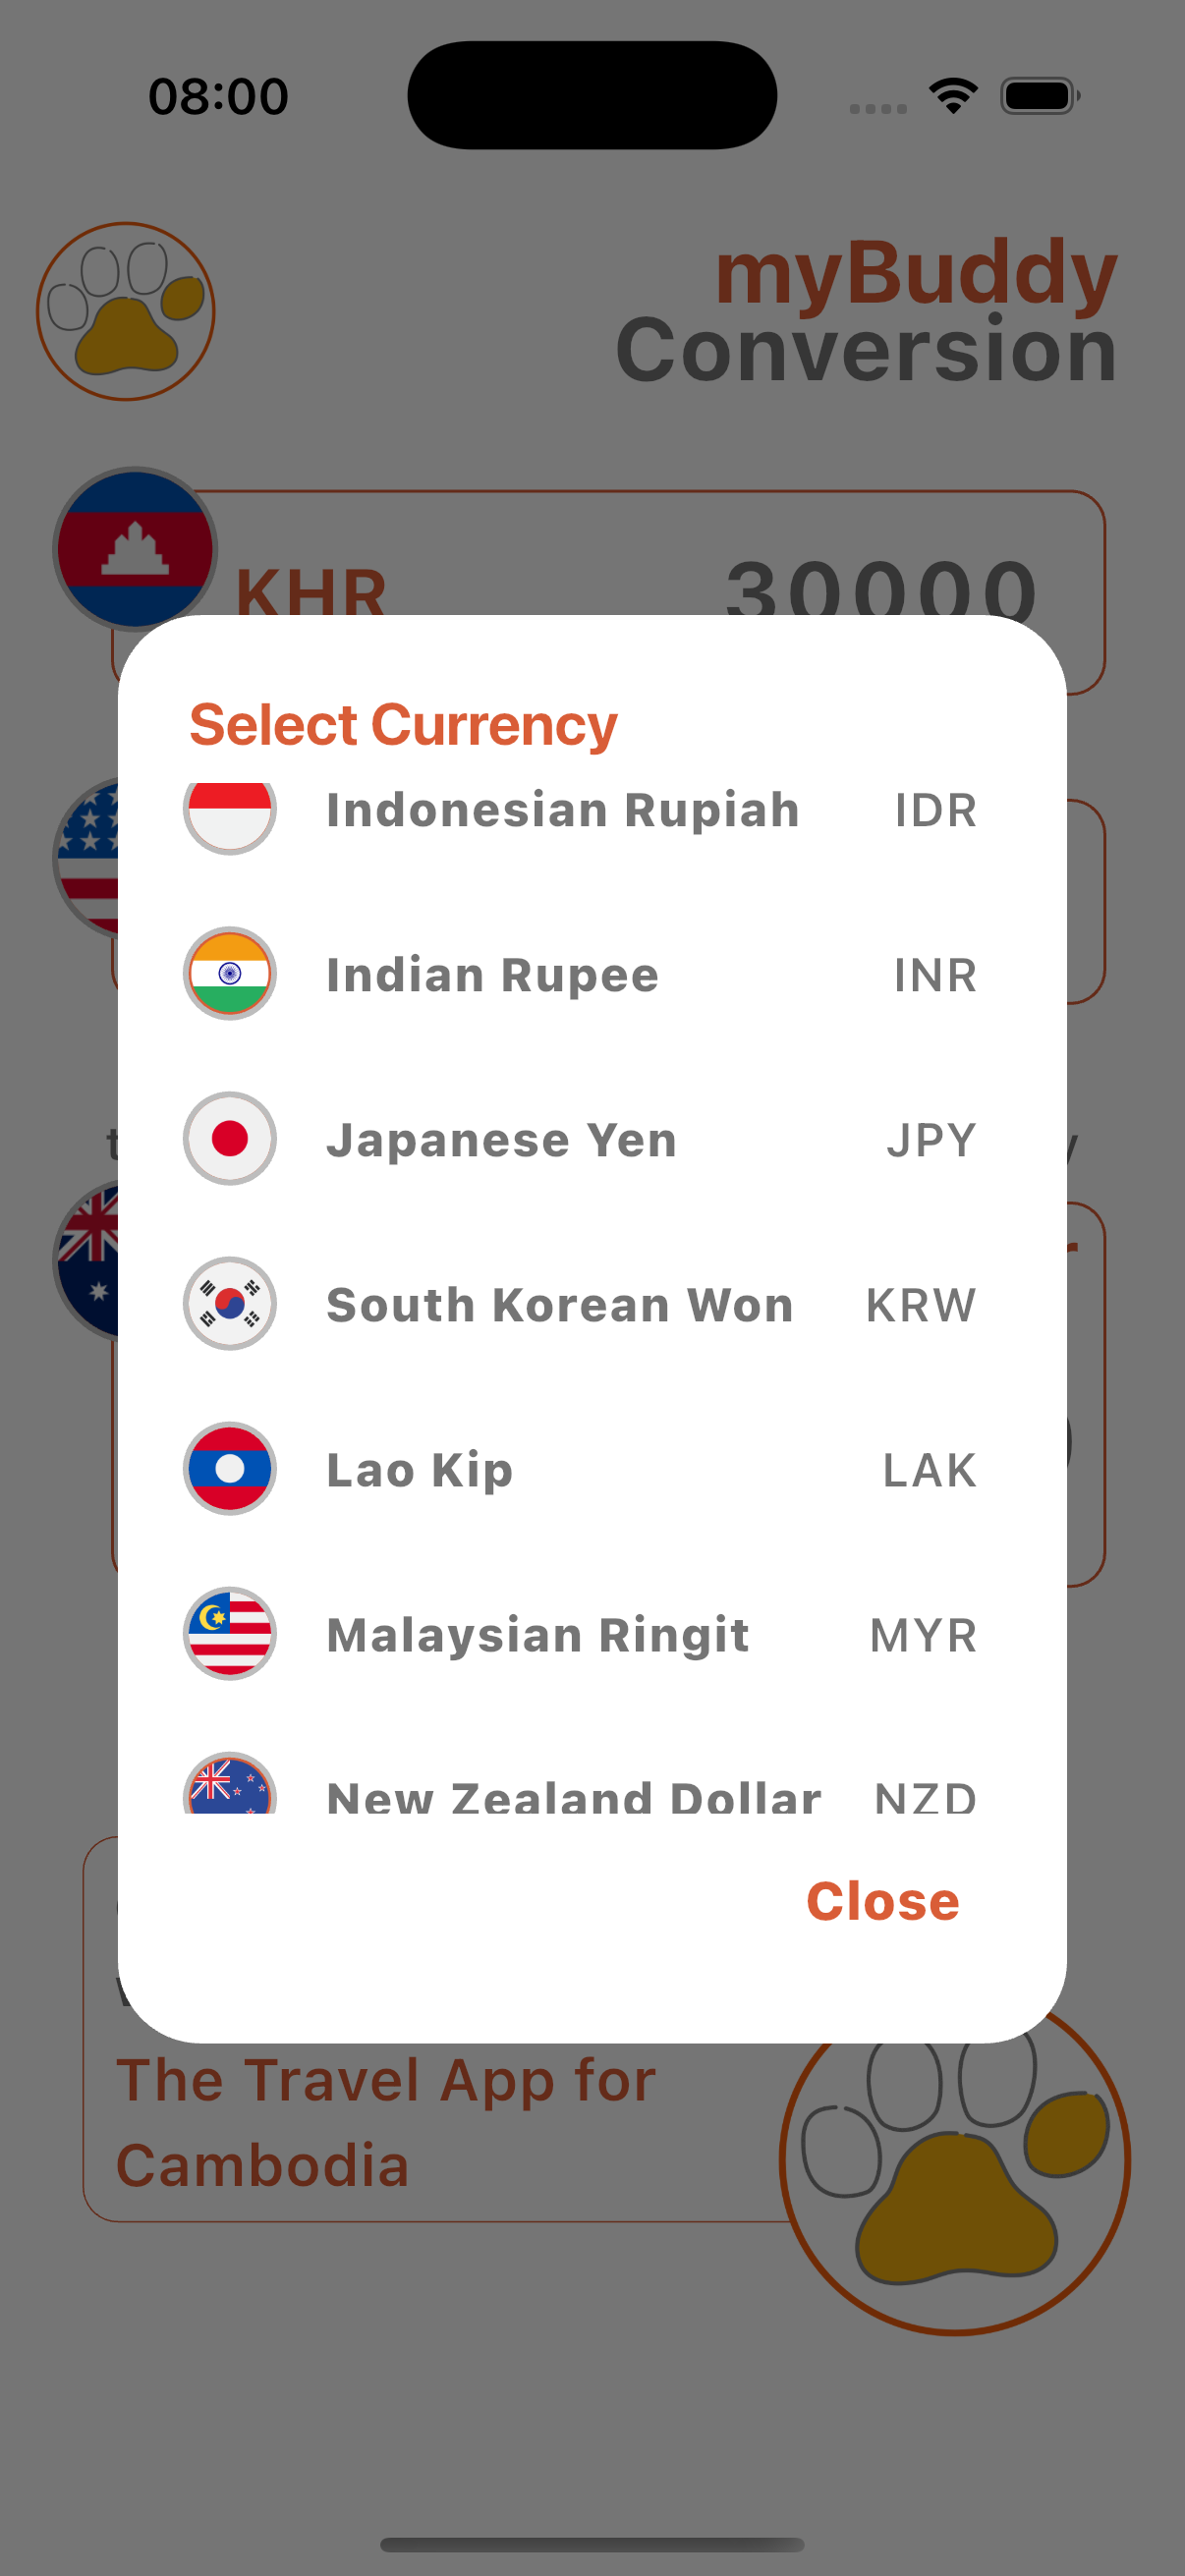 08:00
myBuddy
Conversion
KHR 30000
Select Currency
Indonesian Rupiah IDR
Indian Rupee INR
Japanese Yen JPY
South Korean Won KRW
Lao Kip LAK
Malaysian Ringit MYR
New Zealand Dollar NZD
Close
The Travel App for
Cambodia